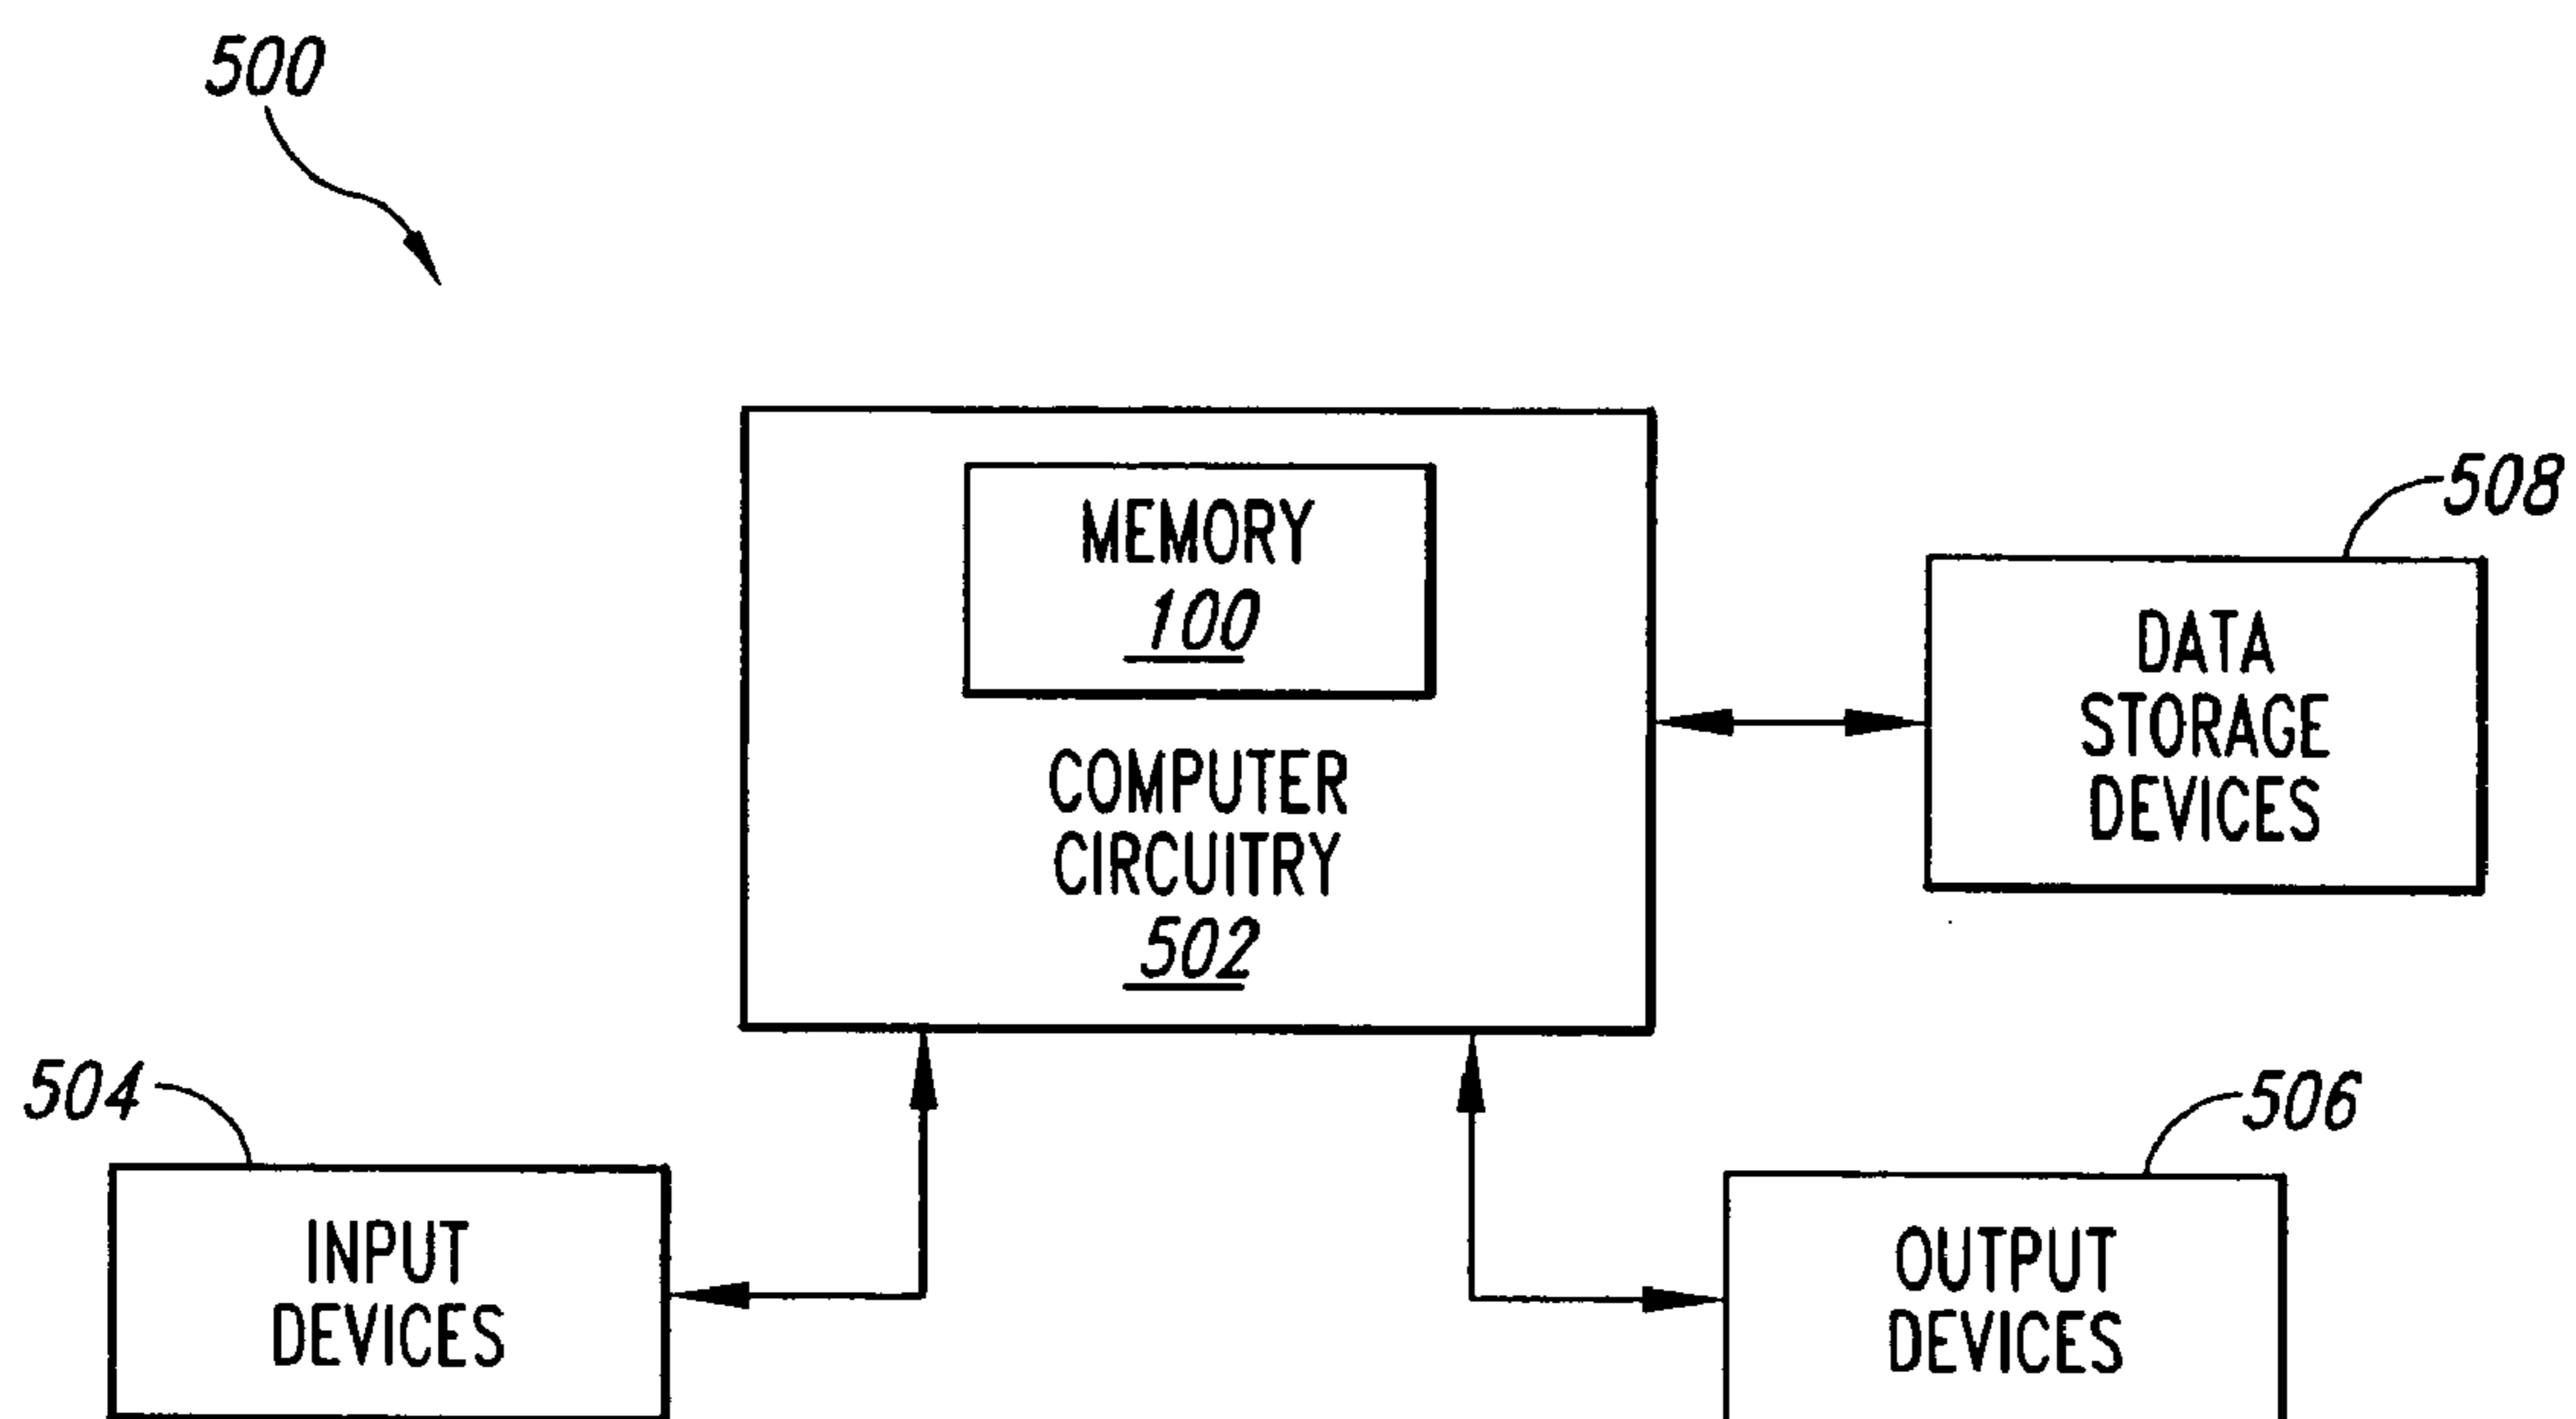 500
MEMORY
100
COMPUTER
CIRCUITRY
502
508
DATA
STORAGE
DEVICES
504
INPUT
DEVICES
506
OUTPUT
DEVICES